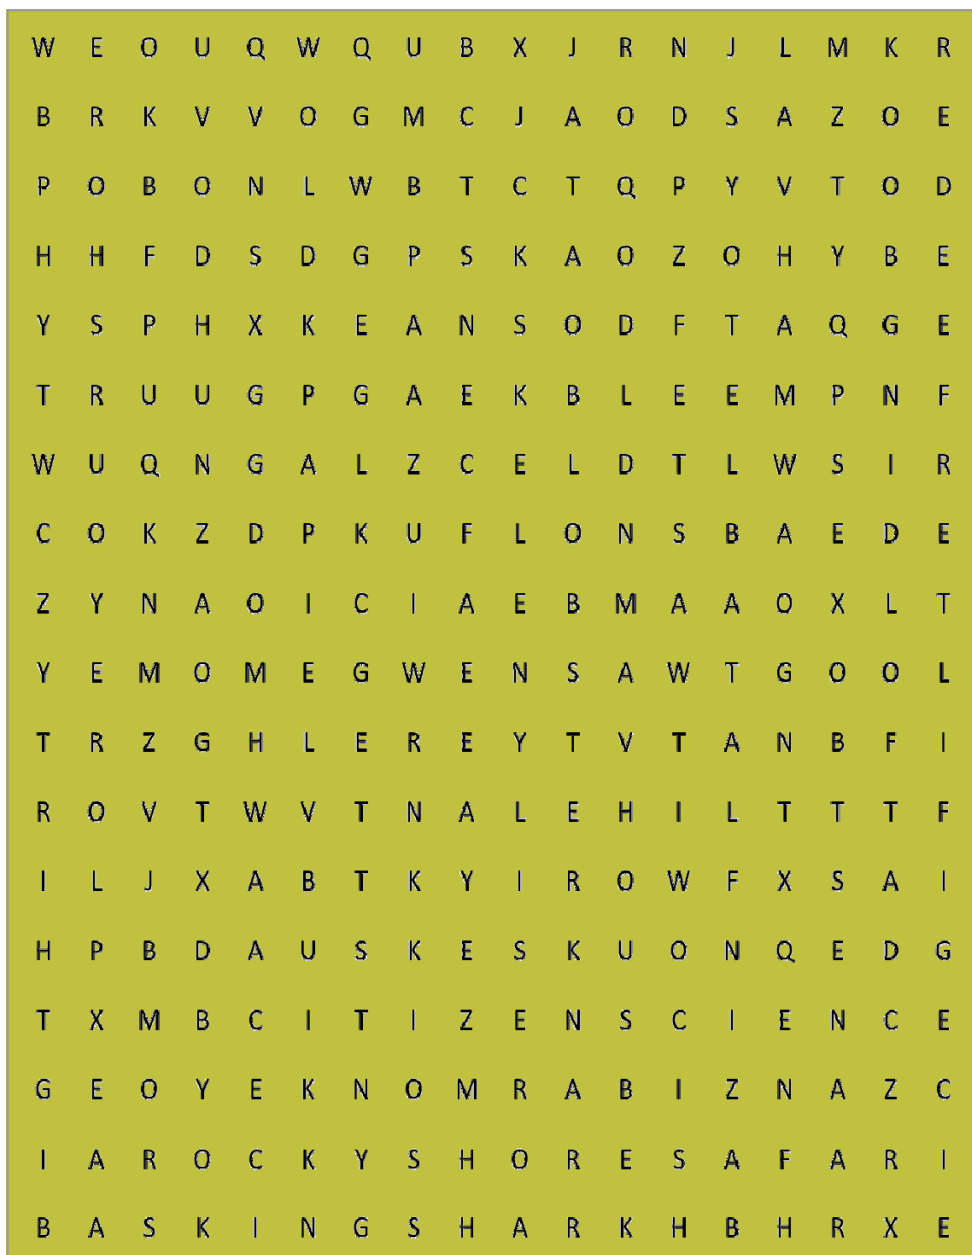 W E O U Q W Q U B X J R N J L M K R
B R K V V O G M C J A O D S A Z O E
P O B O N L W B T C T Q P Y V T O D
H H F D S D G P S K A O Z O H Y B E
Y S P H X K E A N S O D F T A Q G E
T R U U G P G A E K B L E E M P N F
W U Q N G A L Z C E L D T L W S I R
C O K Z D P K U F L O N S B A E D E
Z Y N A O I C I A E B M A A O X L T
Y E M O M E G W E N S A W T G O O L
T R Z G H L E R E Y T V T A N B F I
R O V T W V T N A L E H I L T T T F
I L J X A B T K Y I R O W F X S A I
H P B D A U S K E S K U O N Q E D G
T X M B C I T I Z E N S C I E N C E
G E O Y E K N O M R A B I Z N A Z C
I A R O C K Y S H O R E S A F A R I
B A S K I N G S H A R K H B H R X E